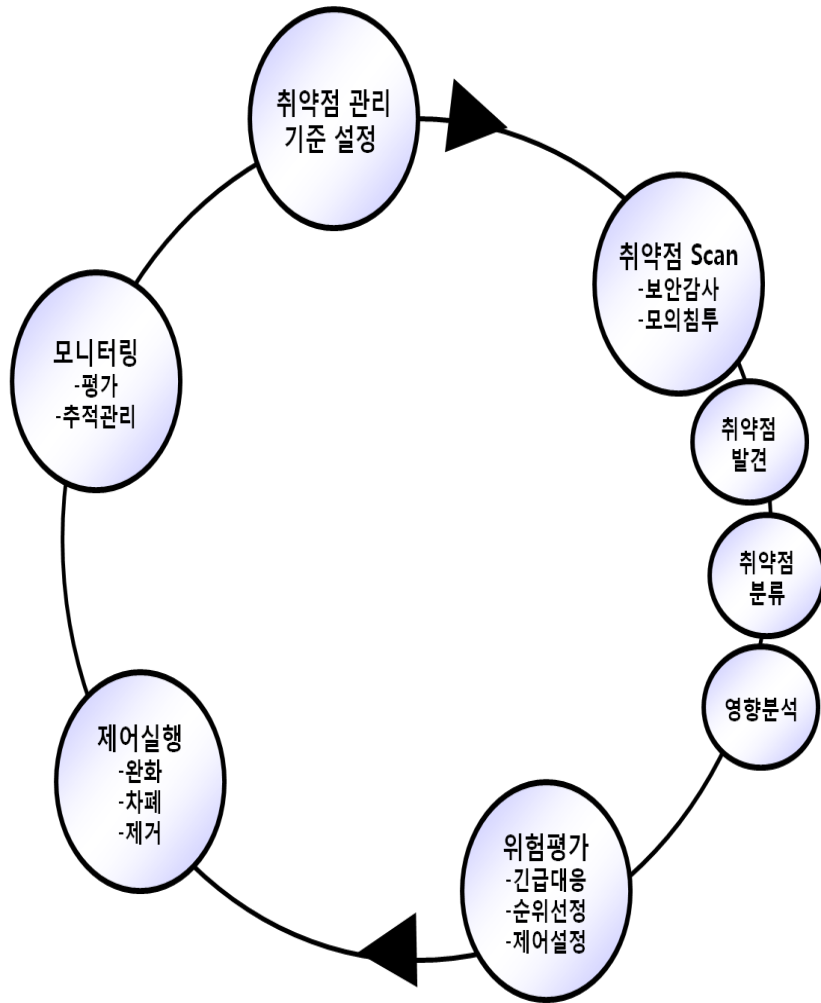 취약점 관리
기준 설정
취약점 Scan
-보안감사
-모의침투
취약점
발견
취약점
분류
영향분석
위험평가
-긴급대응
-순위선정
-제어설정
제어실행
-완화
-차폐
-제거
모니터링
-평가
-추적관리